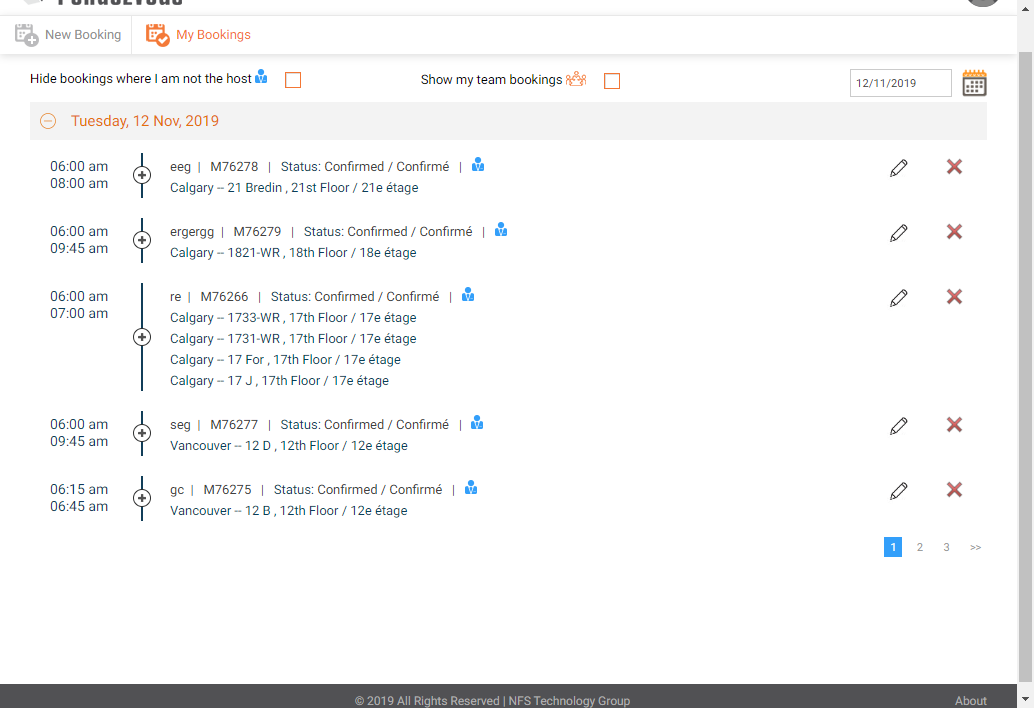 New Booking
My Bookings
Hide bookings where I am not the host
Show my team bookings
12/11/2019
Tuesday, 12 Nov, 2019
06:00 am
08:00 am
eeg | M76278 | Status: Confirmed / Confirmé |
Calgary -- 21 Bredin , 21st Floor / 21e étage
06:00 am
09:45 am
ergergg | M76279 | Status: Confirmed / Confirmé |
Calgary -- 1821-WR , 18th Floor / 18e étage
06:00 am
07:00 am
re | M76266 | Status: Confirmed / Confirmé |
Calgary -- 1733-WR , 17th Floor / 17e étage
Calgary -- 1731-WR , 17th Floor / 17e étage
Calgary -- 17 For , 17th Floor / 17e étage
Calgary -- 17 J , 17th Floor / 17e étage
06:00 am
09:45 am
seg | M76277 | Status: Confirmed / Confirmé |
Vancouver -- 12 D , 12th Floor / 12e étage
06:15 am
06:45 am
gc | M76275 | Status: Confirmed / Confirmé |
Vancouver -- 12 B , 12th Floor / 12e étage
1 2 3 >>
© 2019 All Rights Reserved | NFS Technology Group
About